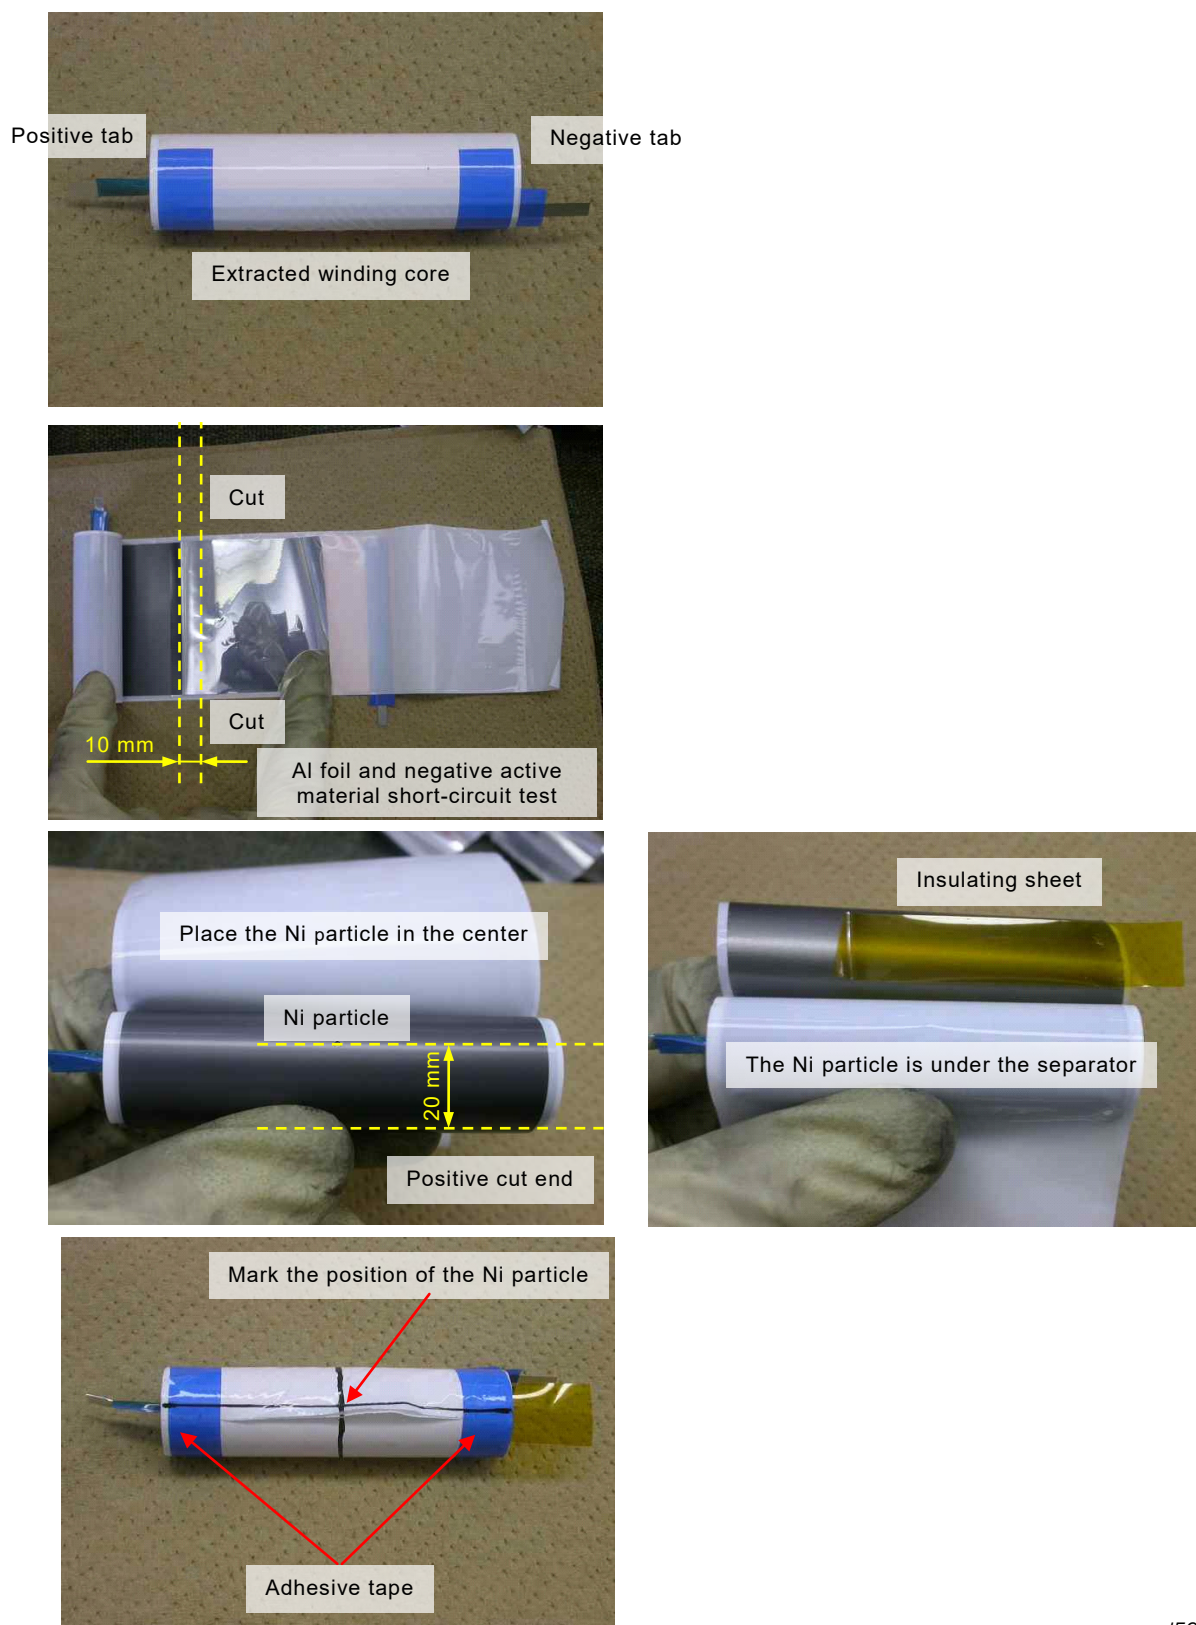 Positive tab
Negative tab
Extracted winding core
Cut
Cut
10 mm
Al foil and negative active
material short-circuit test
Place the Ni particle in the center
Ni particle
20 mm
Positive cut end
Insulating sheet
The Ni particle is under the separator
Mark the position of the Ni particle
Adhesive tape